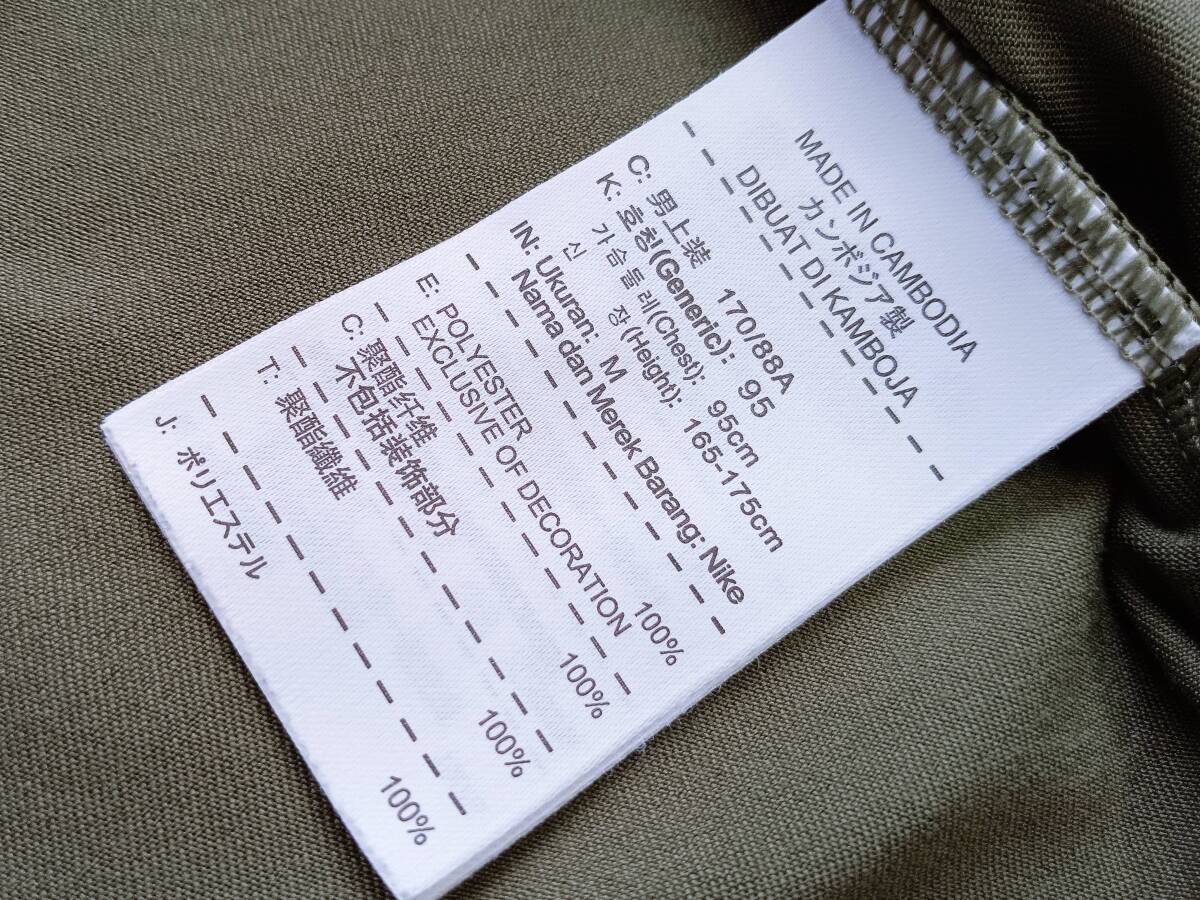 MADE IN CAMBODIA
カンボジア製
DIBUAT DI KAMBOJA
C: 男上装 170/88A
K: 호칭(Generic): 95
가슴둘레(Chest): 95cm
신 장(Height): 165-175cm
IN: Ukuran: M
Nama dan Merek Barang: Nike
E: POLYESTER 100%
EXCLUSIVE OF DECORATION
C: 聚酯纤维 100%
不包括装饰部分
T: 聚酯纖維 100%
J: ポリエステル 100%